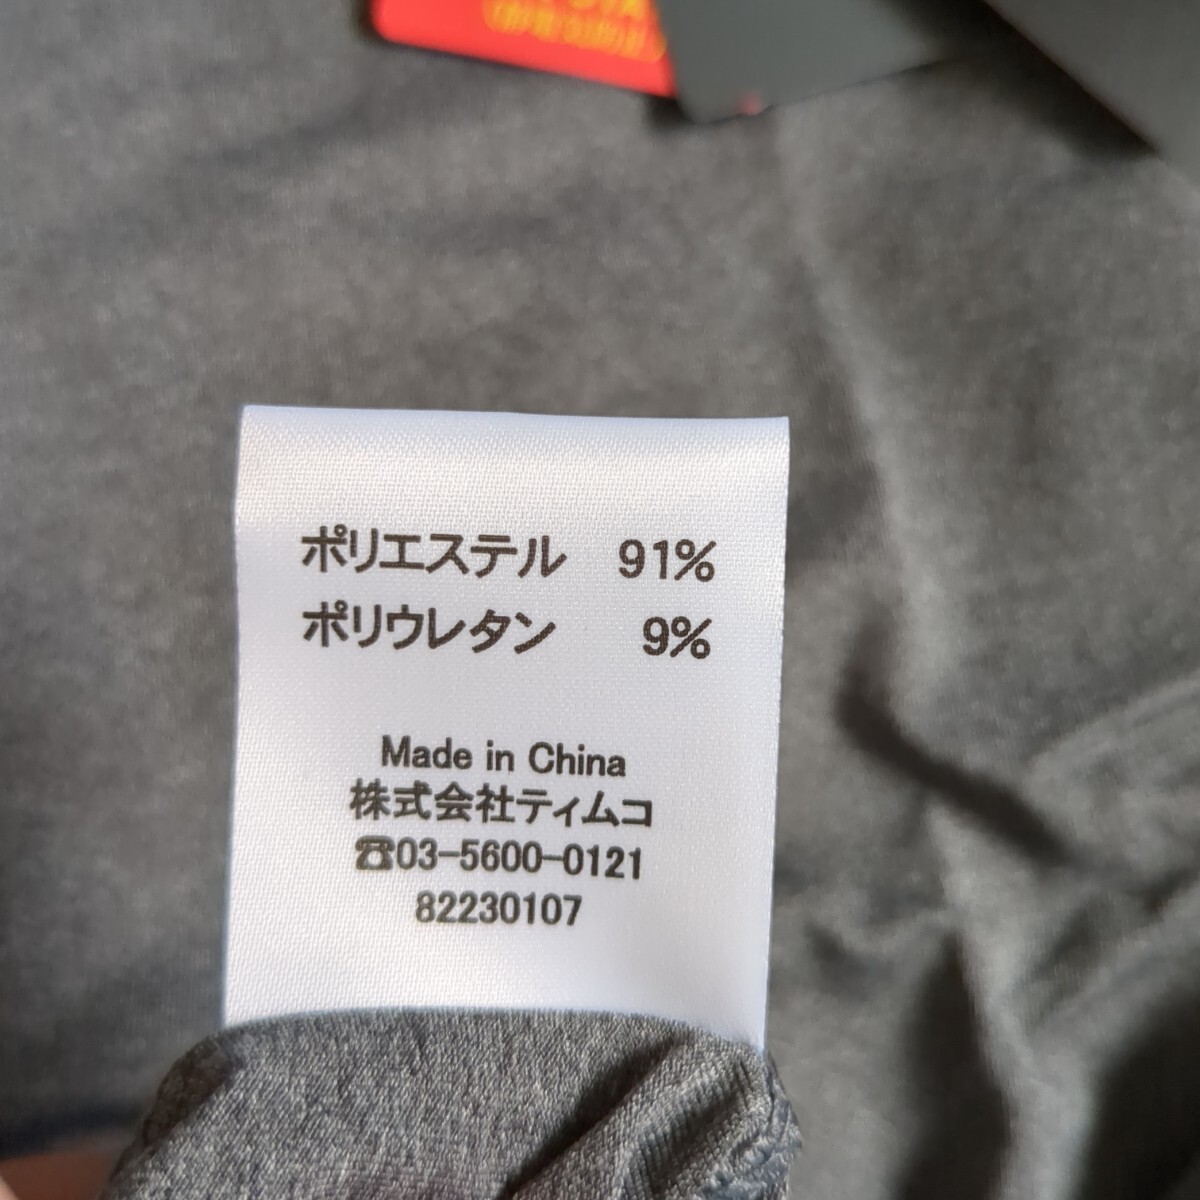 ポリエステル 91%
ポリウレタン 9%
Made in China
株式会社ティムコ
☎03-5600-0121
82230107